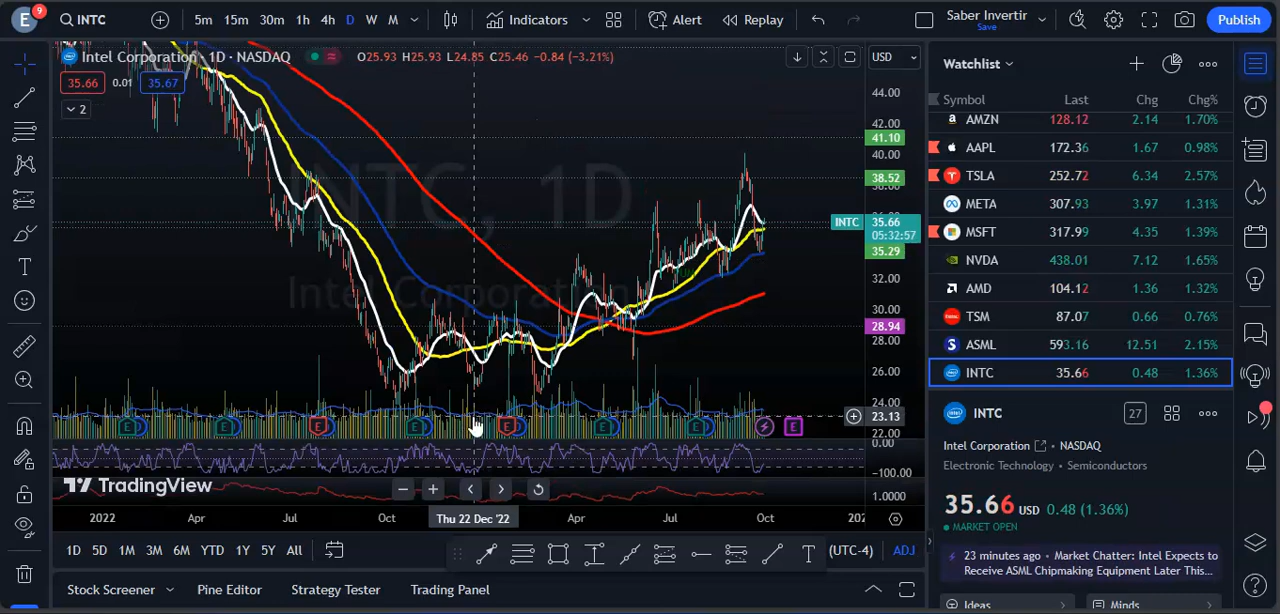 E 9 INTC 5m 15m 30m 1h 4h D W M Indicators Alert Replay Saber Invertir Save Publish
Intel Corporation · 1D · NASDAQ O25.93 H25.93 L24.85 C25.46 −0.84 (−3.21%) USD
35.66 0.01 35.67
2
INTC, 1D
Intel Corporation
44.00
42.00
41.10
40.00
38.52
INTC 35.66
05:32:57
35.29
32.00
30.00
28.94
28.00
26.00
24.00
23.13
22.00
0.00
−100.00
1.0000
E E E E E E E E
TradingView
2022 Apr Jul Oct Thu 22 Dec '22 Apr Jul Oct 202
1D 5D 1M 3M 6M YTD 1Y 5Y All (UTC-4) ADJ
Stock Screener Pine Editor Strategy Tester Trading Panel
Watchlist
Symbol Last Chg Chg%
AMZN 128.12 2.14 1.70%
AAPL 172.36 1.67 0.98%
TSLA 252.72 6.34 2.57%
META 307.93 3.97 1.31%
MSFT 317.99 4.35 1.39%
NVDA 438.01 7.12 1.65%
AMD 104.12 1.36 1.32%
TSM 87.07 0.66 0.76%
ASML 593.16 12.51 2.15%
INTC 35.66 0.48 1.36%
INTC 27
Intel Corporation · NASDAQ
Electronic Technology · Semiconductors
35.66 USD 0.48 (1.36%)
MARKET OPEN
23 minutes ago · Market Chatter: Intel Expects to
Receive ASML Chipmaking Equipment Later This...
Ideas Minds